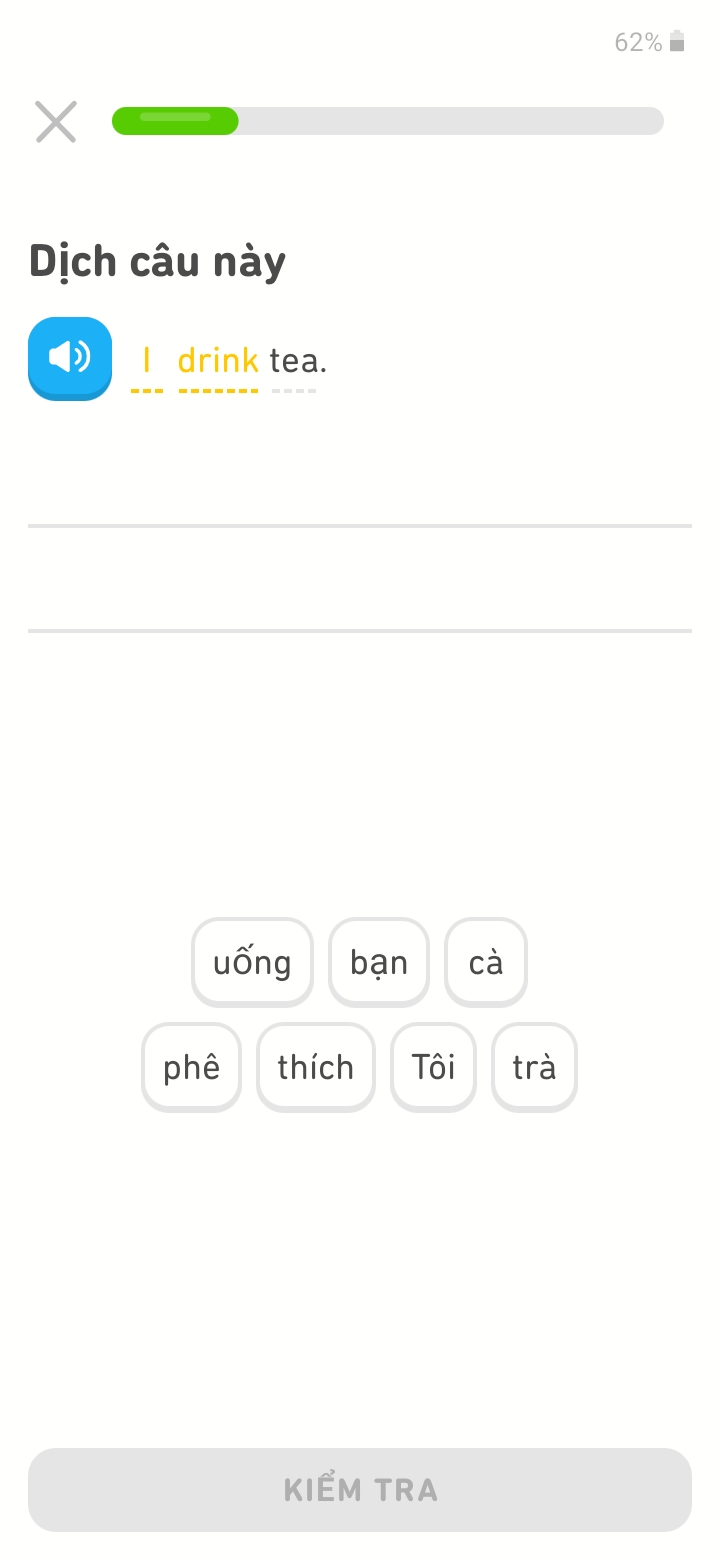 62%
Dịch câu này
I drink tea.
uống bạn cà
phê thích Tôi trà
KIỂM TRA